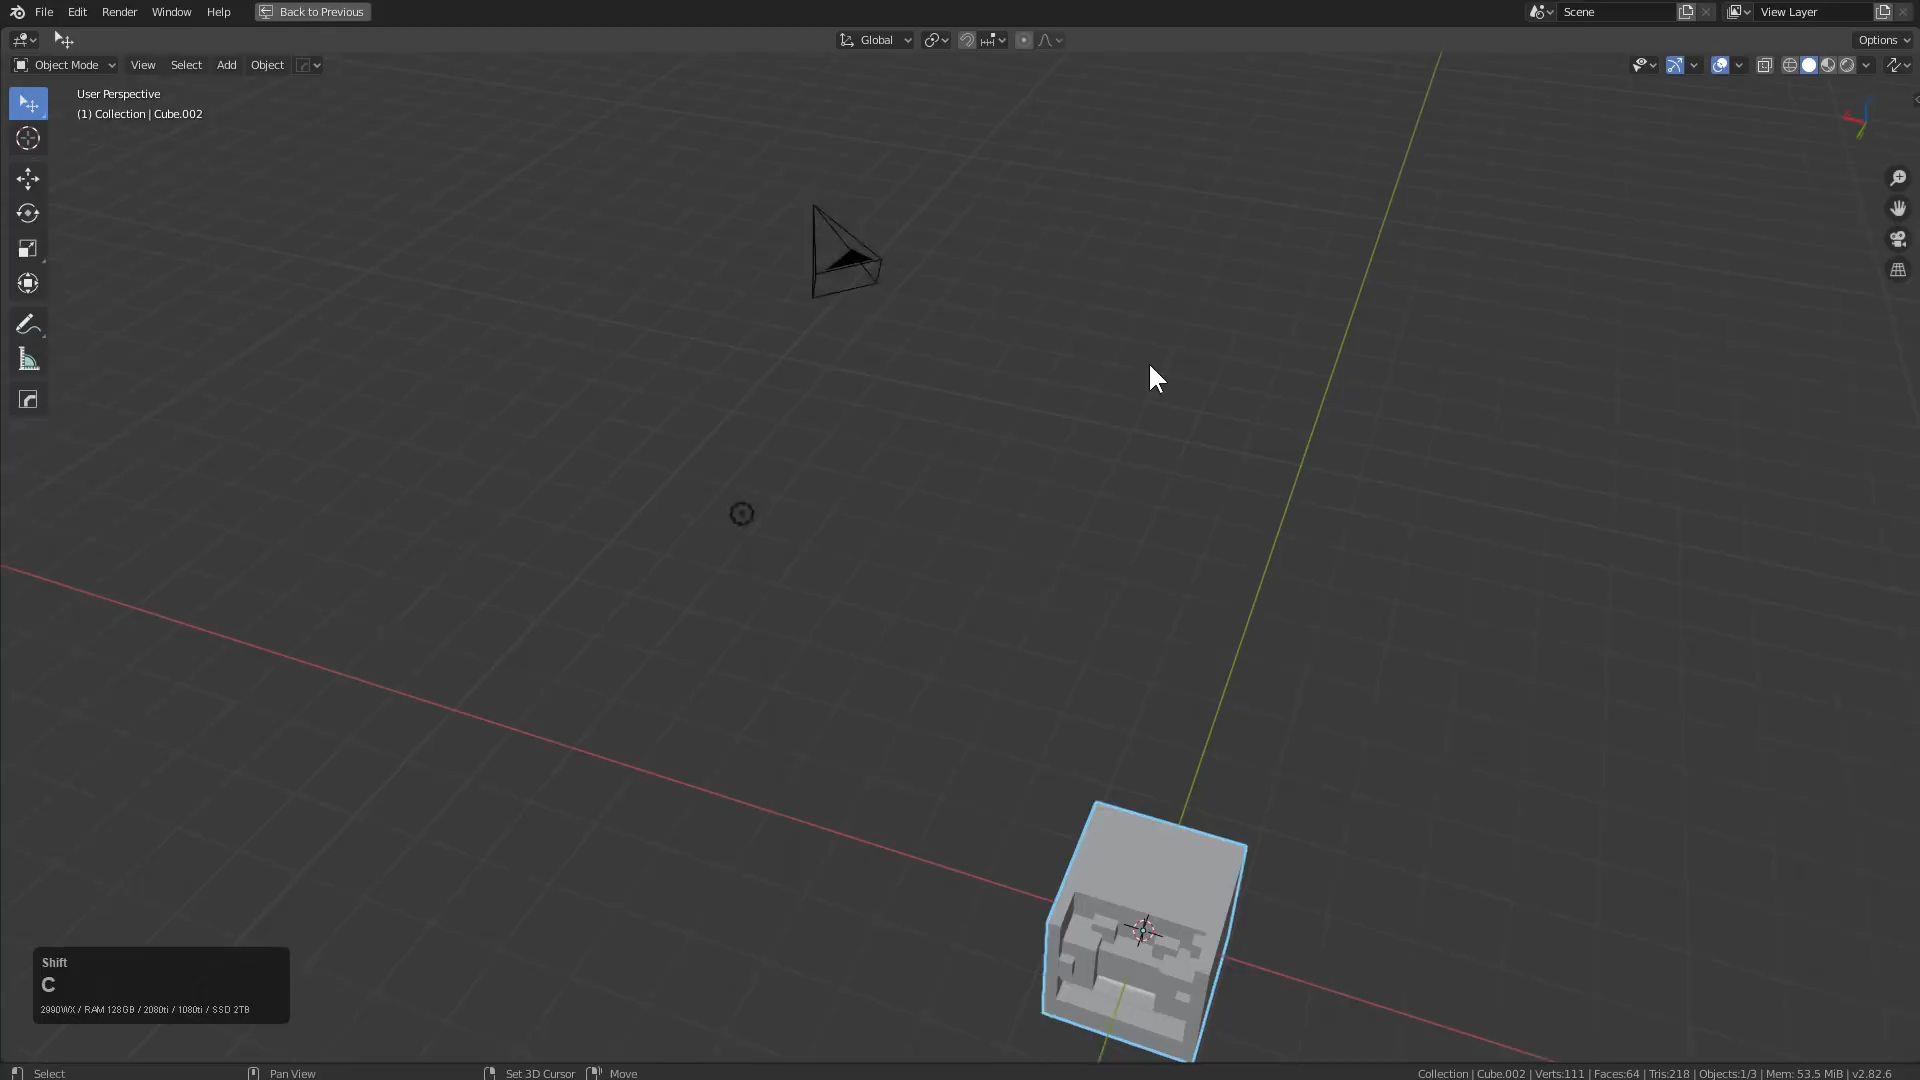 File Edit Render Window Help Back to Previous Scene View Layer
Global Options
Object Mode View Select Add Object
User Perspective
(1) Collection | Cube.002
Shift
C
2990WX / RAM 128GB / 2080ti / 1080ti / SSD 2TB
Select Pan View Set 3D Cursor Move Collection | Cube.002 | Verts:111 | Faces:64 | Tris:218 | Objects:1/3 | Mem: 53.5 MiB | v2.82.6